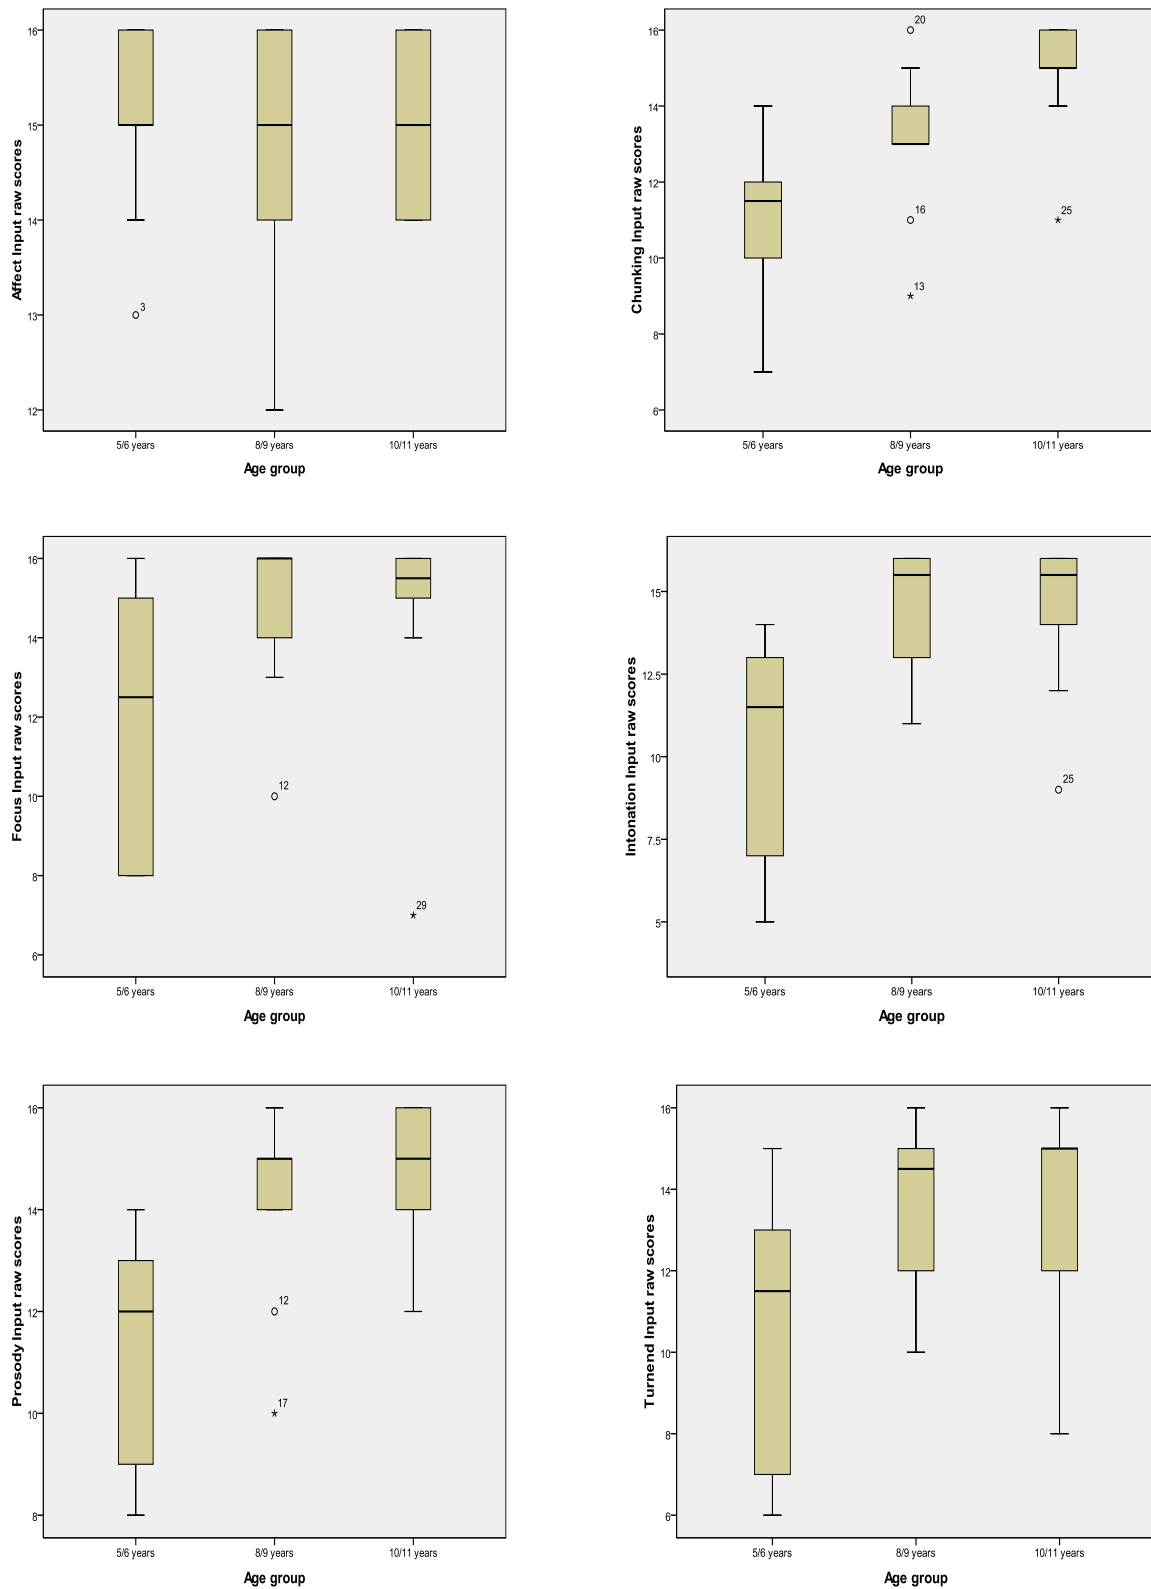 Affect Input raw scores
16
15
14
13
12
3
5/6 years 8/9 years 10/11 years
Age group
Chunking Input raw scores
16
14
12
10
8
6
20
16
13
25
5/6 years 8/9 years 10/11 years
Age group
Focus Input raw scores
16
14
12
10
8
6
12
29
5/6 years 8/9 years 10/11 years
Age group
Intonation Input raw scores
15
12.5
10
7.5
5
25
5/6 years 8/9 years 10/11 years
Age group
Prosody Input raw scores
16
14
12
10
8
12
17
5/6 years 8/9 years 10/11 years
Age group
Turnend Input raw scores
16
14
12
10
8
6
5/6 years 8/9 years 10/11 years
Age group